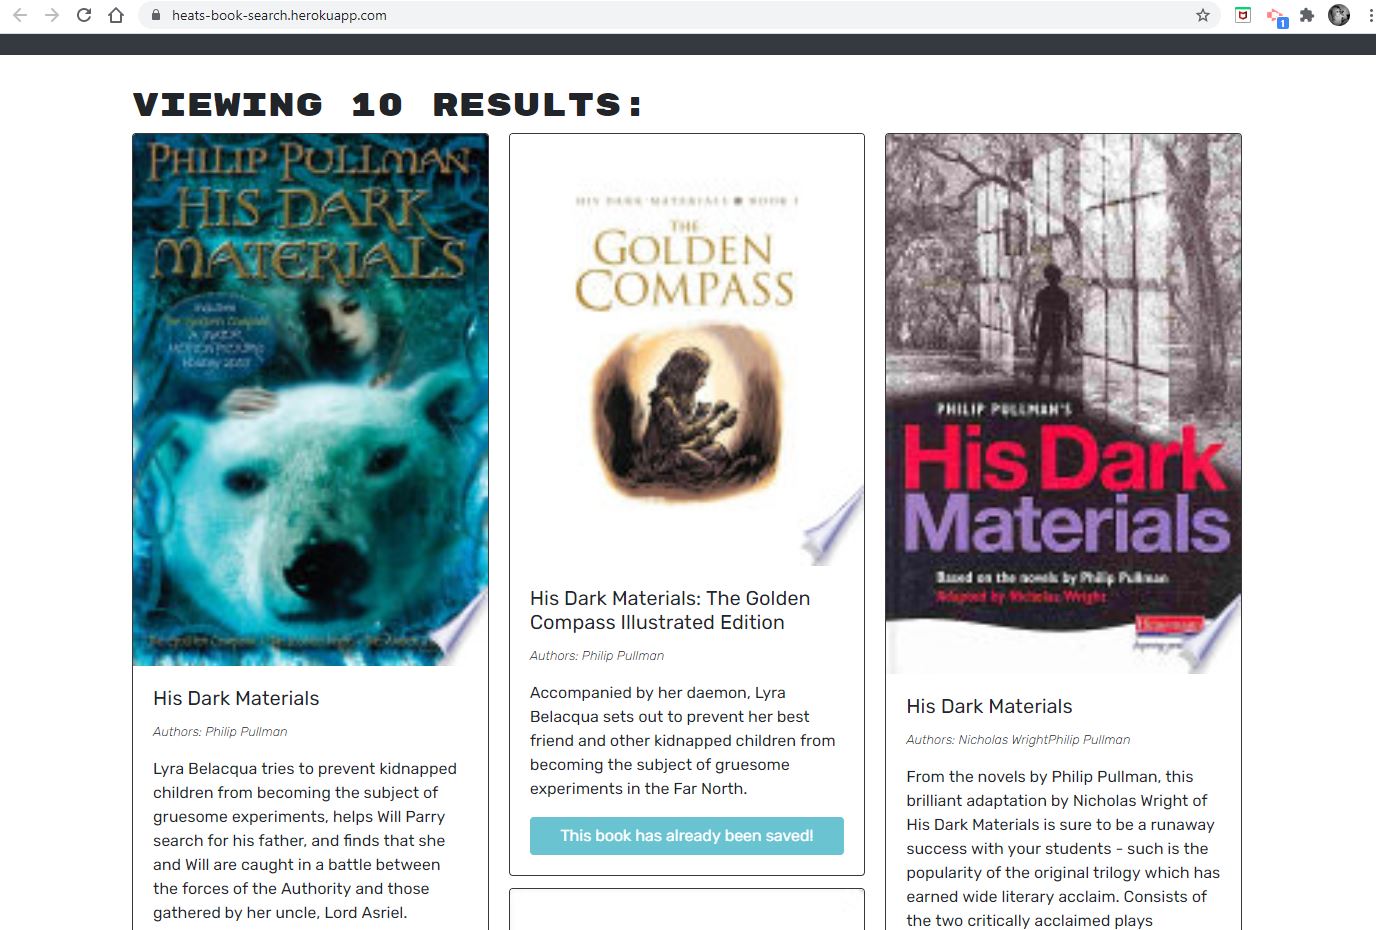 heats-book-search.herokuapp.com
1
VIEWING 10 RESULTS:
PHILIP PULLMAN
HIS DARK
MATERIALS
His Dark Materials
Authors: Philip Pullman
Lyra Belacqua tries to prevent kidnapped
children from becoming the subject of
gruesome experiments, helps Will Parry
search for his father, and finds that she
and Will are caught in a battle between
the forces of the Authority and those
gathered by her uncle, Lord Asriel.
HIS DARK MATERIALS • BOOK I
THE
GOLDEN
COMPASS
His Dark Materials: The Golden
Compass Illustrated Edition
Authors: Philip Pullman
Accompanied by her daemon, Lyra
Belacqua sets out to prevent her best
friend and other kidnapped children from
becoming the subject of gruesome
experiments in the Far North.
This book has already been saved!
PHILIP PULLMAN'S
His Dark
Materials
Based on the novels by Philip Pullman
Adapted by Nicholas Wright
His Dark Materials
Authors: Nicholas WrightPhilip Pullman
From the novels by Philip Pullman, this
brilliant adaptation by Nicholas Wright of
His Dark Materials is sure to be a runaway
success with your students - such is the
popularity of the original trilogy which has
earned wide literary acclaim. Consists of
the two critically acclaimed plays